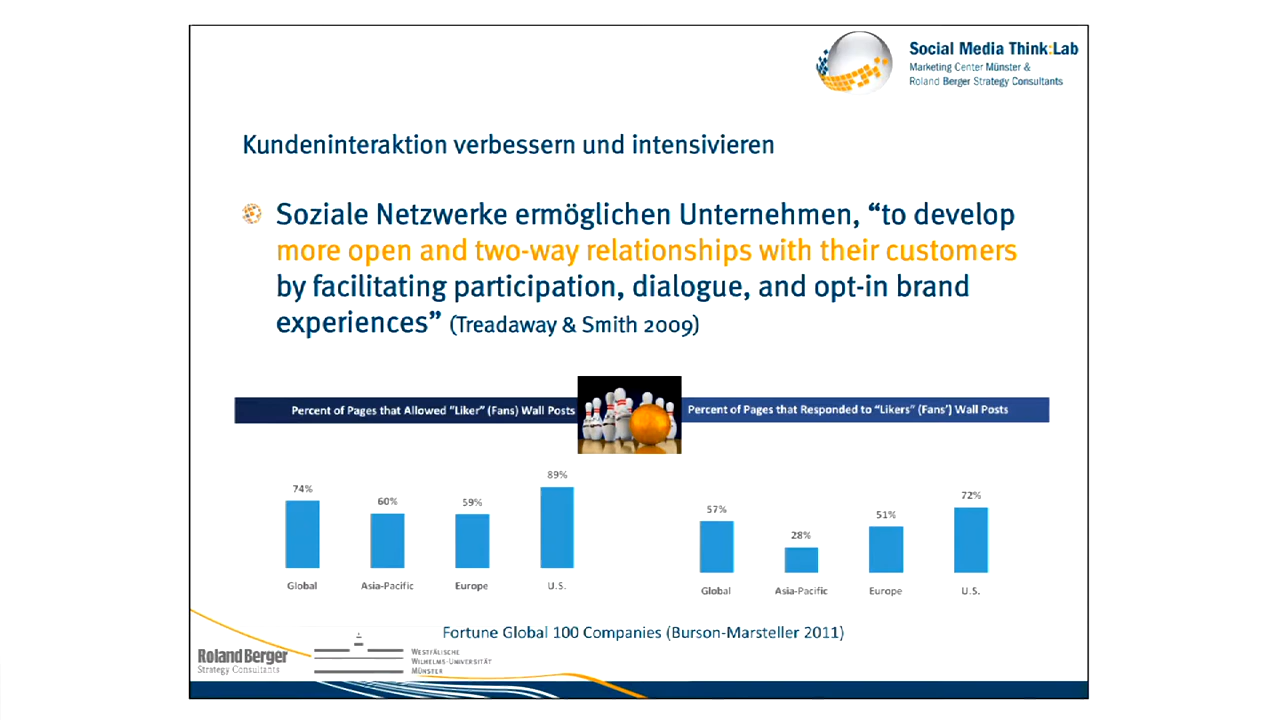 Social Media Think:Lab
Marketing Center Münster &
Roland Berger Strategy Consultants
Kundeninteraktion verbessern und intensivieren
Soziale Netzwerke ermöglichen Unternehmen, “to develop
more open and two-way relationships with their customers
by facilitating participation, dialogue, and opt-in brand
experiences” (Treadaway & Smith 2009)
Percent of Pages that Allowed “Liker” (Fans) Wall Posts
Percent of Pages that Responded to “Likers” (Fans’) Wall Posts
74% 60% 59% 89%
Global Asia-Pacific Europe U.S.
57% 28% 51% 72%
Global Asia-Pacific Europe U.S.
Fortune Global 100 Companies (Burson-Marsteller 2011)
Roland Berger
Strategy Consultants
Westfälische
Wilhelms-Universität
Münster